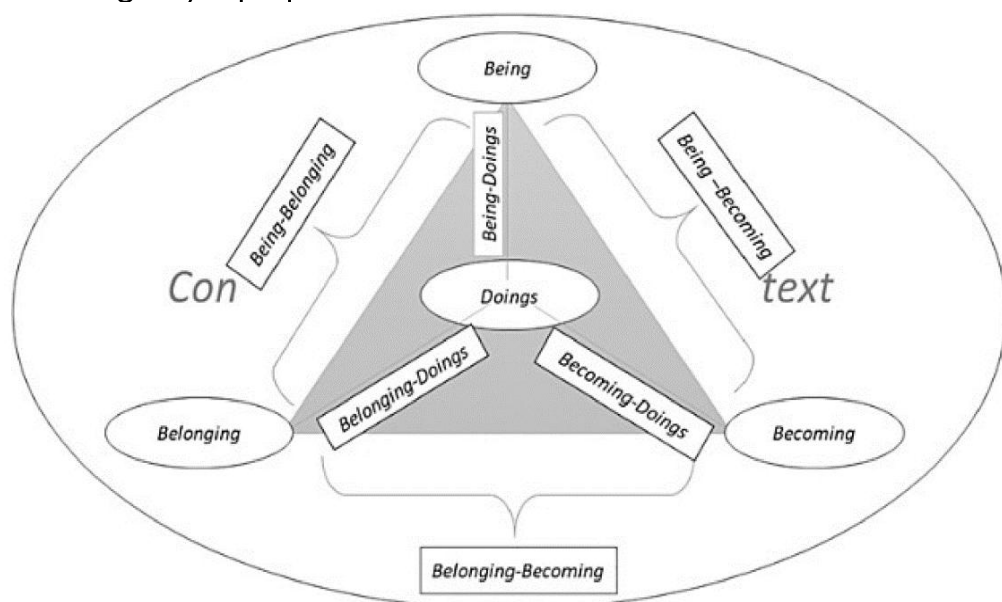 Being
Being-Belonging
Being-Doings
Being –Becoming
Con
text
Doings
Belonging-Doings
Becoming-Doings
Belonging
Becoming
Belonging-Becoming